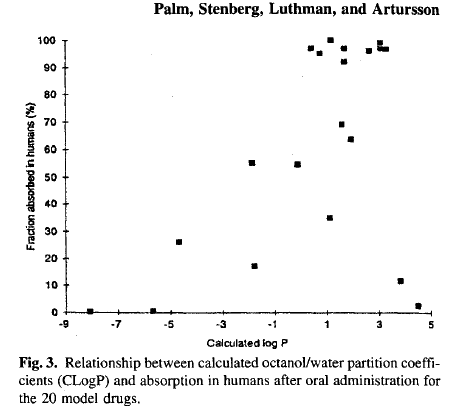 Palm, Stenberg, Luthman, and Artursson
100
90
80
70
60
50
40
30
20
10
0
Fraction absorbed in humans (%)
-9 -7 -5 -3 -1 1 3 5
Calculated log P
Fig. 3. Relationship between calculated octanol/water partition coeffi-
cients (CLogP) and absorption in humans after oral administration for
the 20 model drugs.